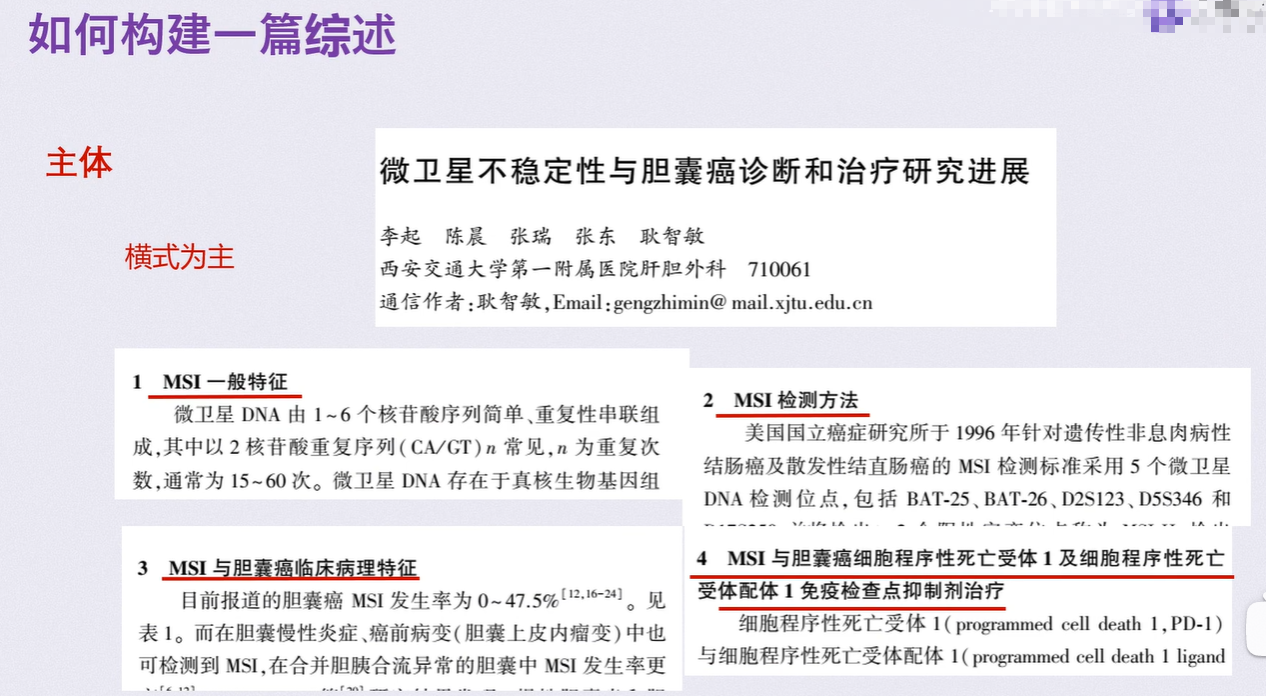 如何构建一篇综述
主体
横式为主
微卫星不稳定性与胆囊癌诊断和治疗研究进展
李起 陈晨 张瑞 张东 耿智敏
西安交通大学第一附属医院肝胆外科 710061
通信作者:耿智敏,Email:gengzhimin@mail.xjtu.edu.cn
1 MSI 一般特征
微卫星 DNA 由 1~6 个核苷酸序列简单、重复性串联组
成,其中以 2 核苷酸重复序列(CA/GT)n 常见,n 为重复次
数,通常为 15~60 次。微卫星 DNA 存在于真核生物基因组
2 MSI 检测方法
美国国立癌症研究所于 1996 年针对遗传性非息肉病性
结肠癌及散发性结直肠癌的 MSI 检测标准采用 5 个微卫星
DNA 检测位点,包括 BAT-25、BAT-26、D2S123、D5S346 和
3 MSI 与胆囊癌临床病理特征
目前报道的胆囊癌 MSI 发生率为 0~47.5%[12,16-24]。见
表 1。而在胆囊慢性炎症、癌前病变(胆囊上皮内瘤变)中也
可检测到 MSI,在合并胆胰合流异常的胆囊中 MSI 发生率更
4 MSI 与胆囊癌细胞程序性死亡受体 1 及细胞程序性死亡
受体配体 1 免疫检查点抑制剂治疗
细胞程序性死亡受体 1(programmed cell death 1,PD-1)
与细胞程序性死亡受体配体 1(programmed cell death 1 ligand